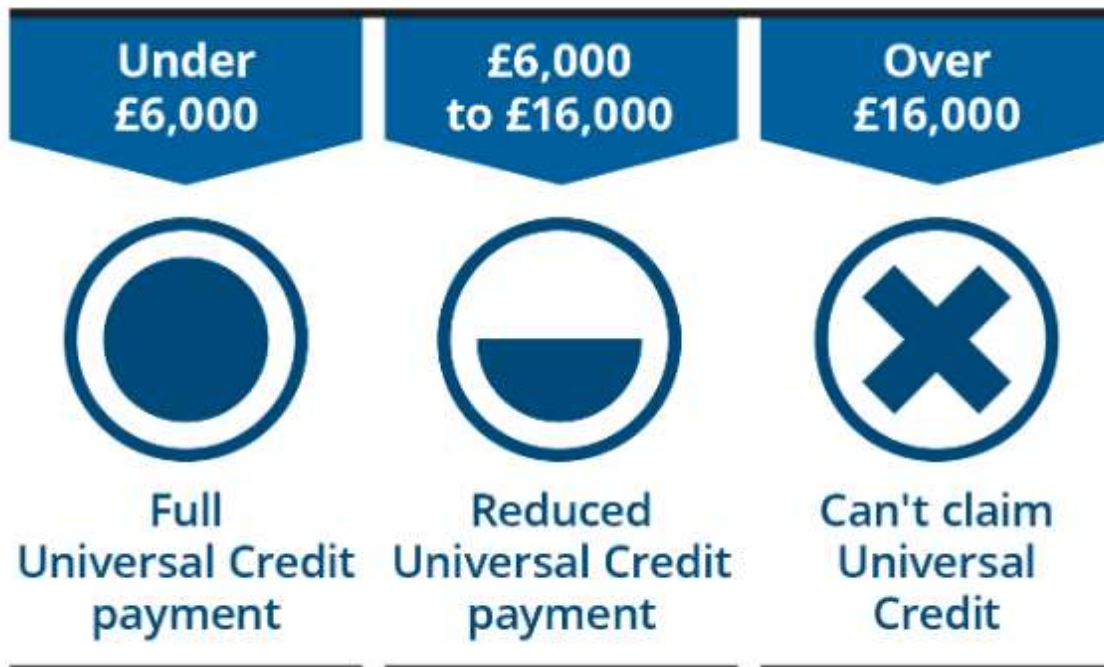 Under
£6,000
£6,000
to £16,000
Over
£16,000
Full
Universal Credit
payment
Reduced
Universal Credit
payment
Can't claim
Universal
Credit